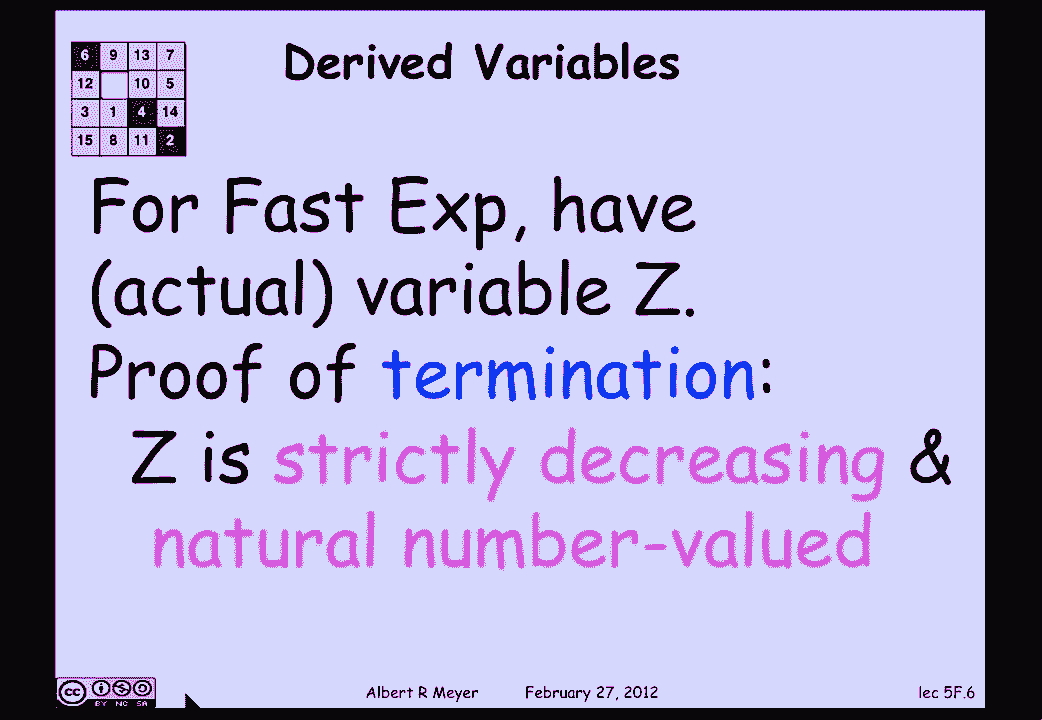 Derived Variables
6 9 13 7
12 10 5
3 1 4 14
15 8 11 2
For Fast Exp, have
(actual) variable Z.
Proof of termination:
Z is strictly decreasing &
natural number-valued
cc BY NC SA
Albert R Meyer February 27, 2012 lec 5F.6